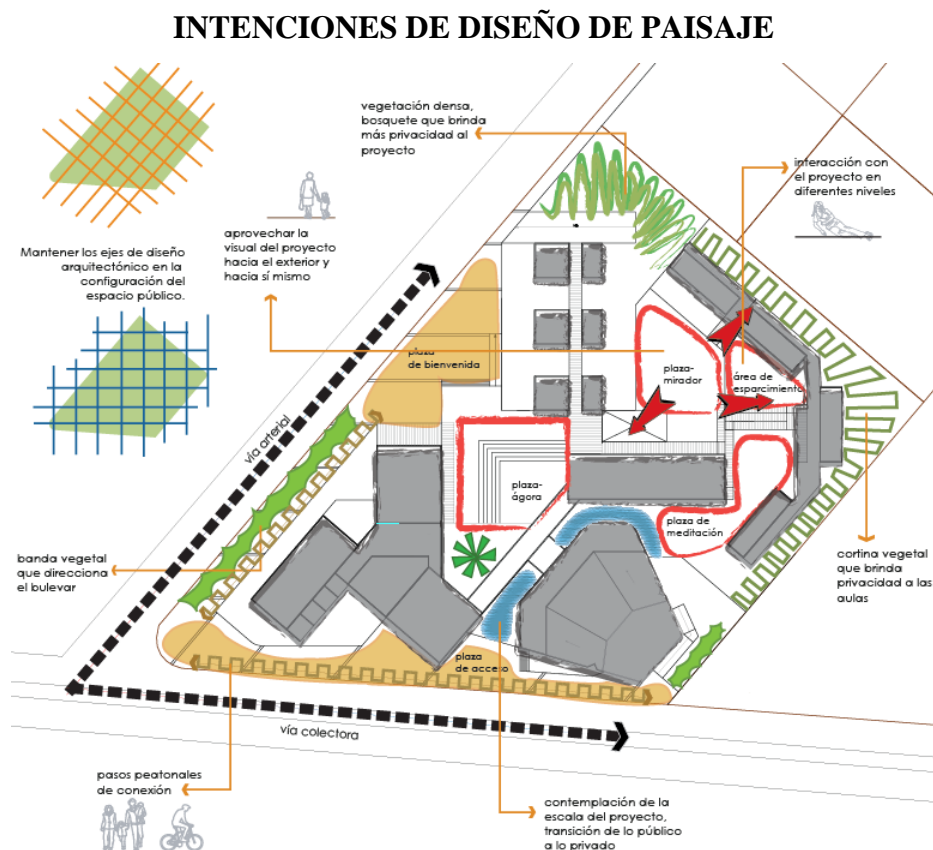 INTENCIONES DE DISEÑO DE PAISAJE
vegetación densa,
bosquete que brinda
más privacidad al
proyecto
interacción con
el proyecto en
diferentes niveles
Mantener los ejes de diseño
arquitectónico en la
configuración del
espacio público.
aprovechar la
visual del proyecto
hacia el exterior y
hacia sí mismo
plaza
de bienvenida
plaza-
mirador
área de
esparcimiento
vía arterial
plaza-
ágora
plaza de
meditación
banda vegetal
que direcciona
el bulevar
cortina vegetal
que brinda
privacidad a las
aulas
plaza
de acceso
vía colectora
pasos peatonales
de conexión
contemplación de la
escala del proyecto,
transición de lo público
a lo privado